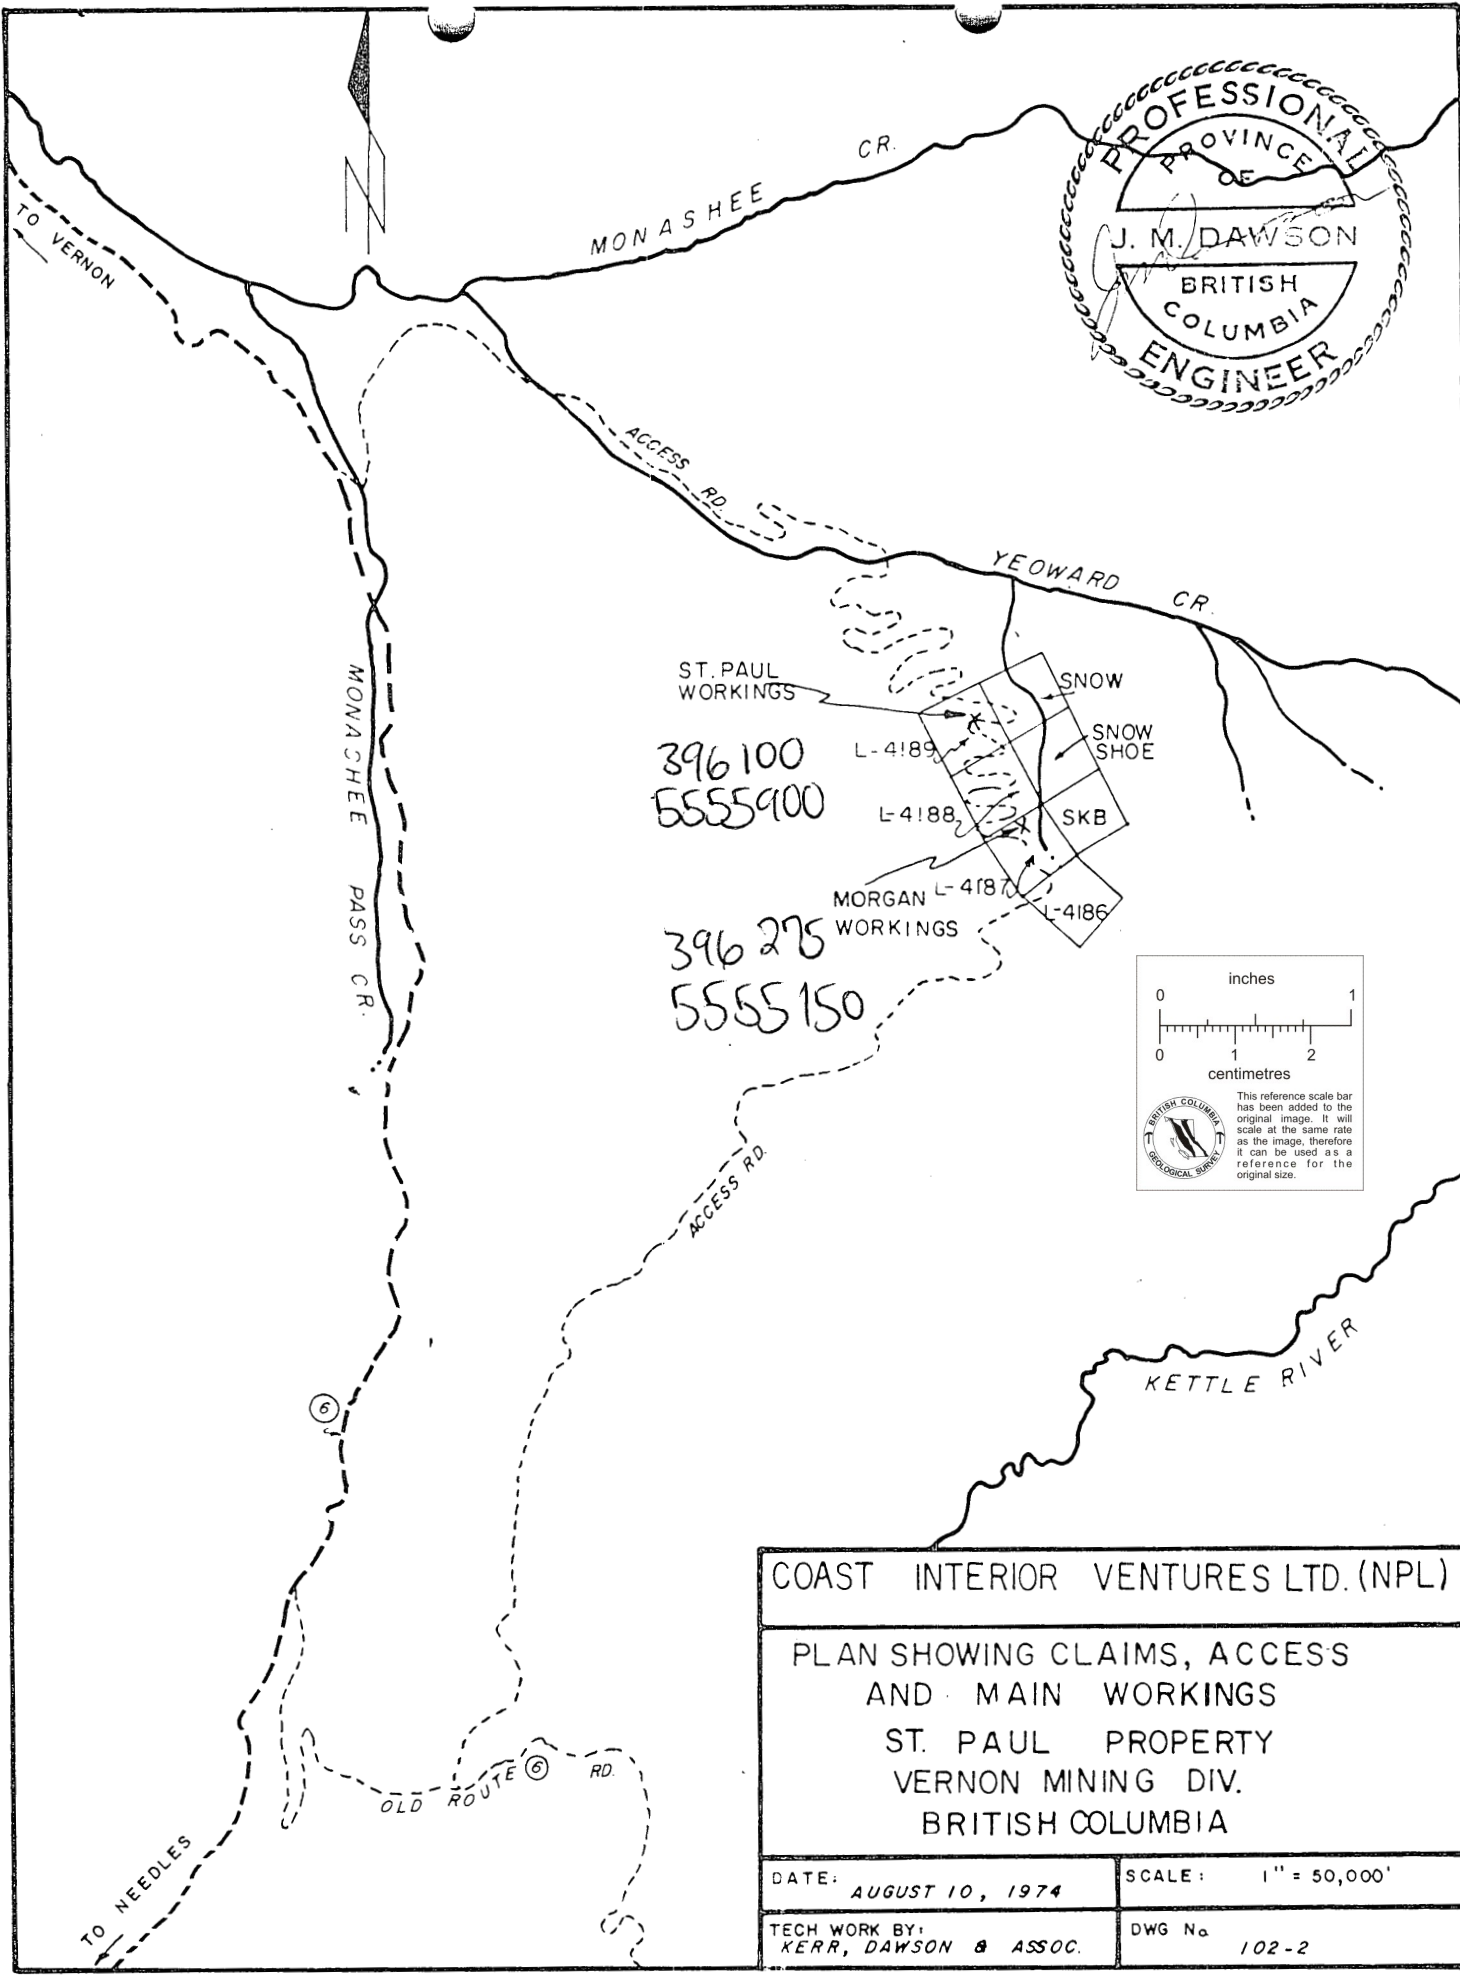 PROFESSIONAL
PROVINCE
OF
J. M. DAWSON
BRITISH
COLUMBIA
ENGINEER
N
MONASHEE CR.
TO VERNON
ACCESS RD.
YEOWARD CR.
ST. PAUL
WORKINGS
SNOW
SNOW
SHOE
L-4189
396100
5555900
L-4188
SKB
MORGAN
WORKINGS
L-4187
L-4186
396 275
5555150
MONASHEE PASS CR.
inches
0 1
0 1 2
centimetres
BRITISH COLUMBIA
GEOLOGICAL SURVEY
This reference scale bar
has been added to the
original image. It will
scale at the same rate
as the image, therefore
it can be used as a
reference for the
original size.
ACCESS RD.
KETTLE RIVER
6
OLD ROUTE 6 RD.
TO NEEDLES
COAST INTERIOR VENTURES LTD. (NPL)
PLAN SHOWING CLAIMS, ACCESS
AND MAIN WORKINGS
ST. PAUL PROPERTY
VERNON MINING DIV.
BRITISH COLUMBIA
DATE: AUGUST 10, 1974
SCALE: 1" = 50,000'
TECH WORK BY:
KERR, DAWSON & ASSOC.
DWG No
102-2